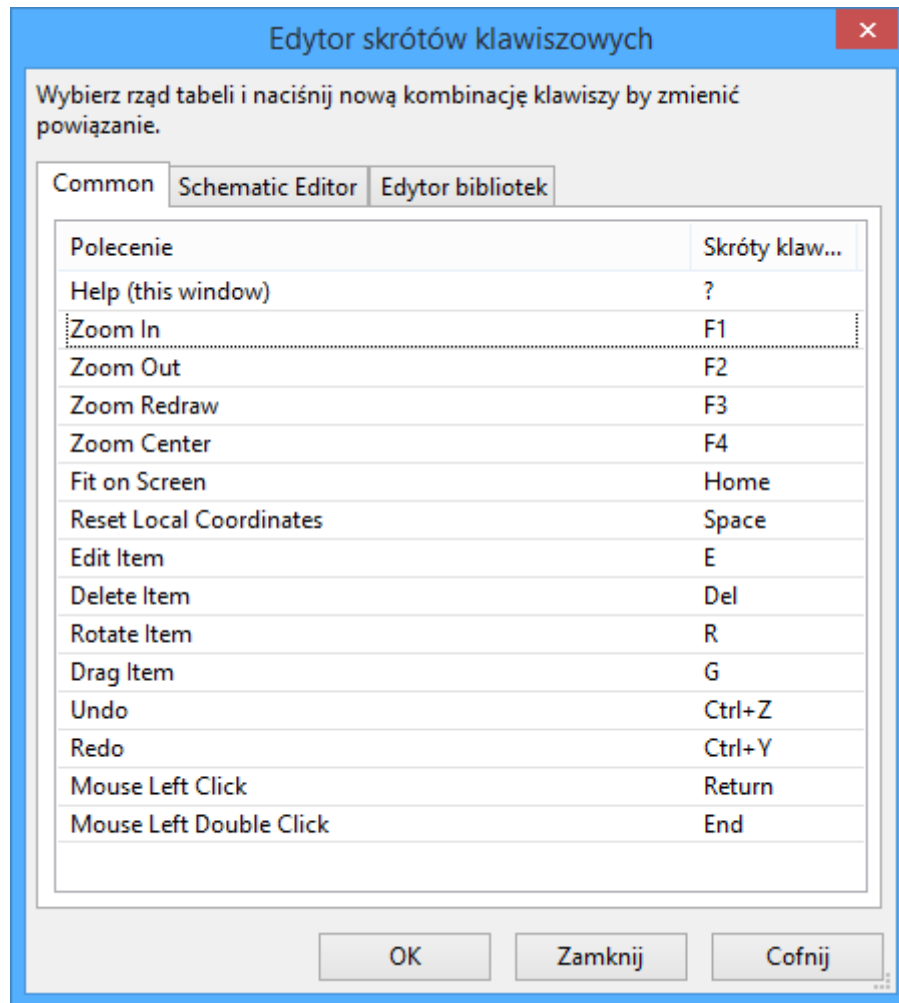 Edytor skrótów klawiszowych
Wybierz rząd tabeli i naciśnij nową kombinację klawiszy by zmienić
powiązanie.
Common Schematic Editor Edytor bibliotek
Polecenie Skróty klaw...
Help (this window) ?
Zoom In F1
Zoom Out F2
Zoom Redraw F3
Zoom Center F4
Fit on Screen Home
Reset Local Coordinates Space
Edit Item E
Delete Item Del
Rotate Item R
Drag Item G
Undo Ctrl+Z
Redo Ctrl+Y
Mouse Left Click Return
Mouse Left Double Click End
OK Zamknij Cofnij